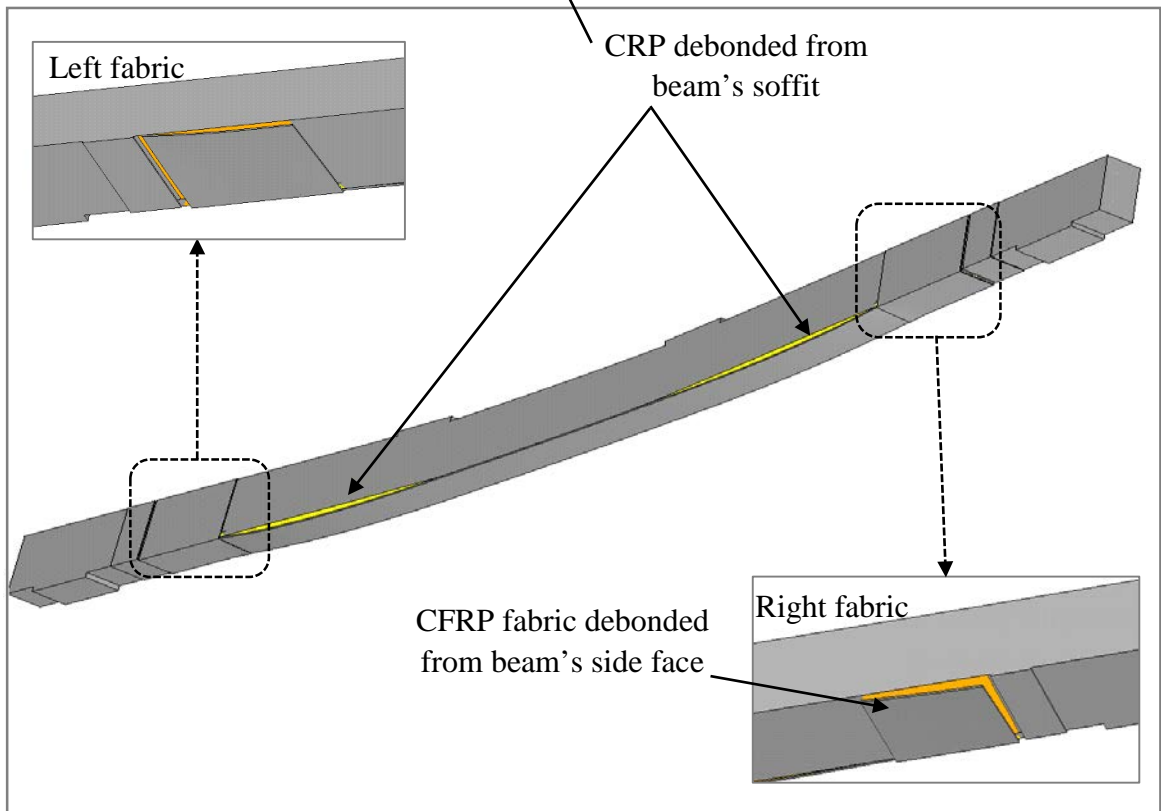 CRP debonded from
beam's soffit
Left fabric
CFRP fabric debonded
from beam's side face
Right fabric